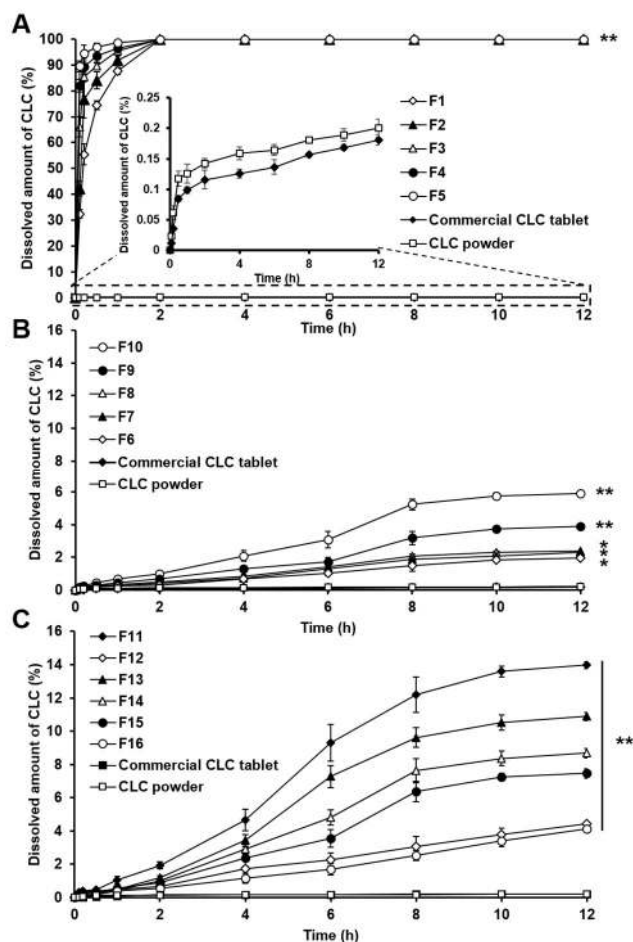 A
Dissolved amount of CLC (%)
100
90
80
70
60
50
40
30
20
10
0
**
Dissolved amount of CLC (%)
0.25
0.2
0.15
0.1
0.05
0
0
4
8
12
Time (h)
F1
F2
F3
F4
F5
Commercial CLC tablet
CLC powder
0
2
4
6
8
10
12
Time (h)
B
Dissolved amount of CLC (%)
16
14
12
10
8
6
4
2
0
F10
F9
F8
F7
F6
Commercial CLC tablet
CLC powder
**
**
*
*
*
0
2
4
6
8
10
12
Time (h)
C
Dissolved amount of CLC (%)
16
14
12
10
8
6
4
2
0
F11
F12
F13
F14
F15
F16
Commercial CLC tablet
CLC powder
**
0
2
4
6
8
10
12
Time (h)